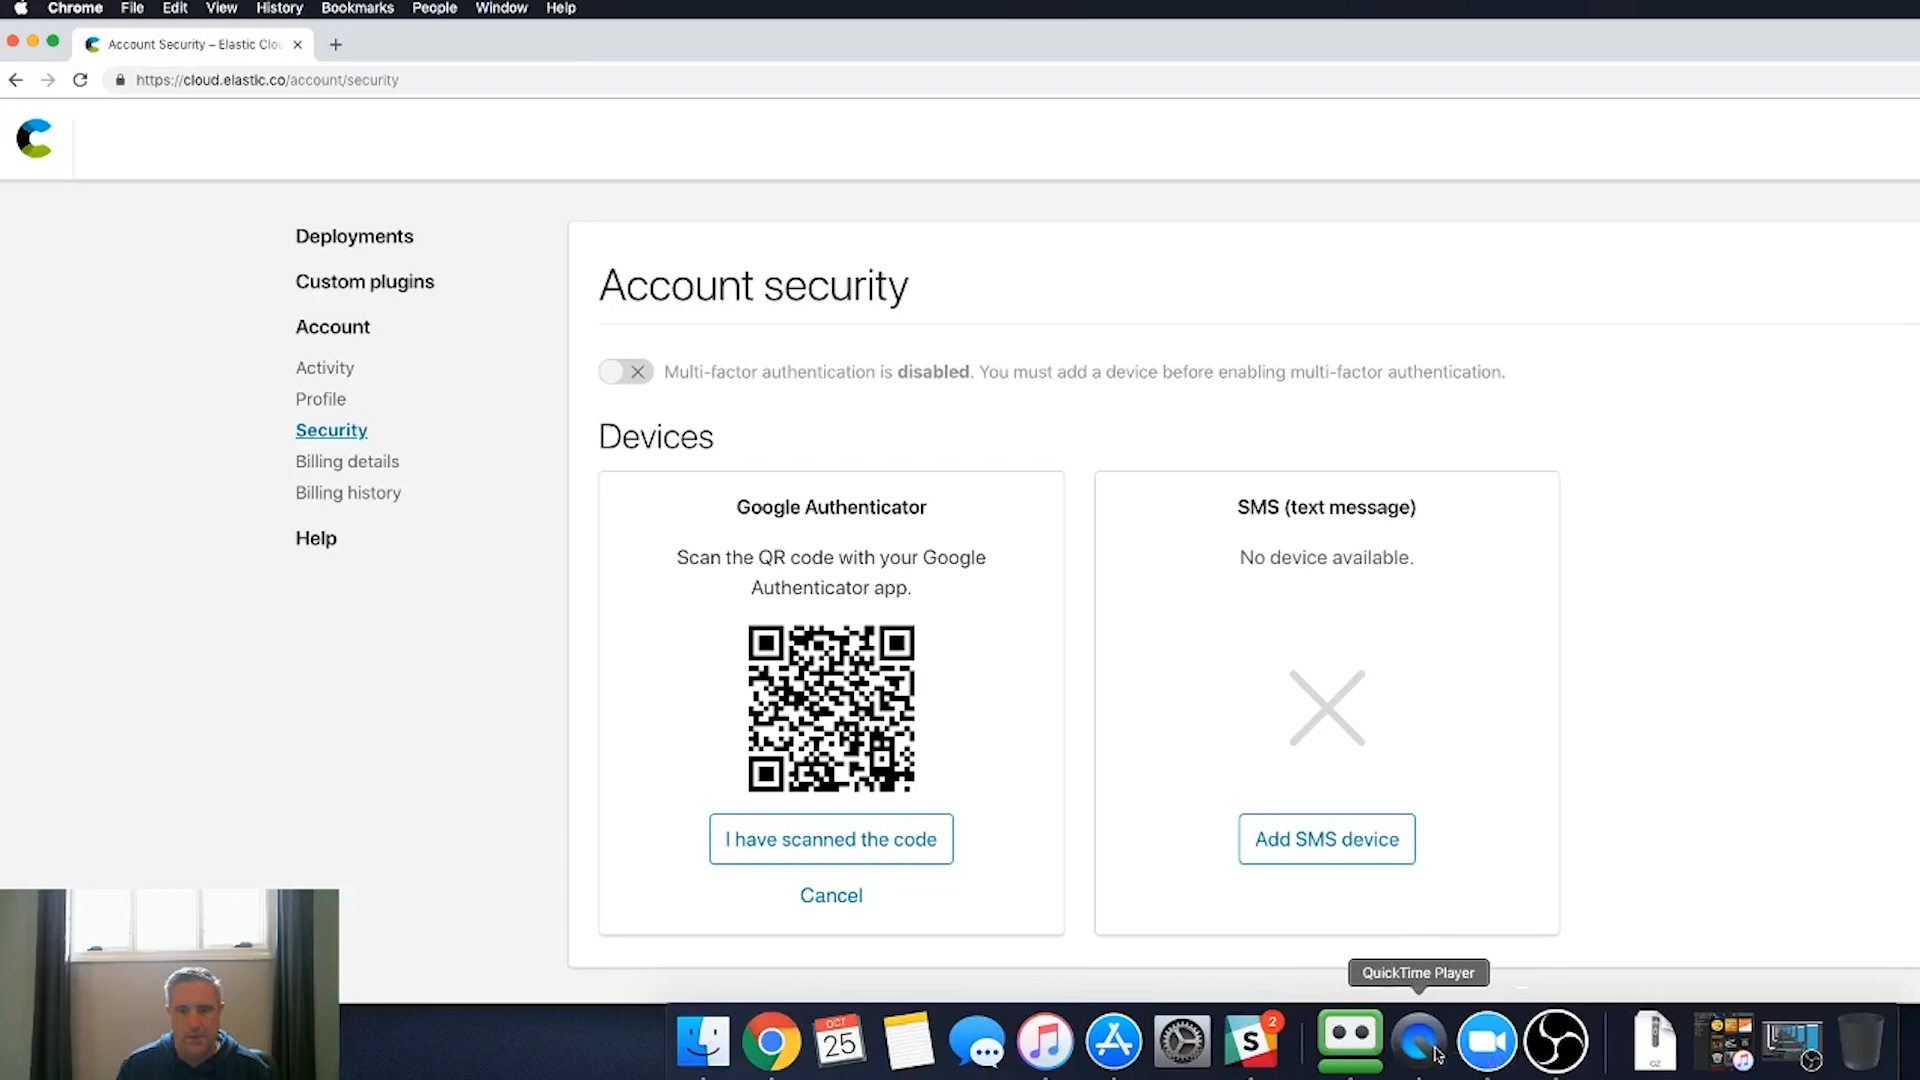 Chrome File Edit View History Bookmarks People Window Help
Account Security – Elastic Clou
https://cloud.elastic.co/account/security
Deployments
Custom plugins
Account
Activity
Profile
Security
Billing details
Billing history
Help
Account security
Multi-factor authentication is disabled. You must add a device before enabling multi-factor authentication.
Devices
Google Authenticator
Scan the QR code with your Google
Authenticator app.
I have scanned the code
Cancel
SMS (text message)
No device available.
Add SMS device
QuickTime Player
OCT
25
S
2